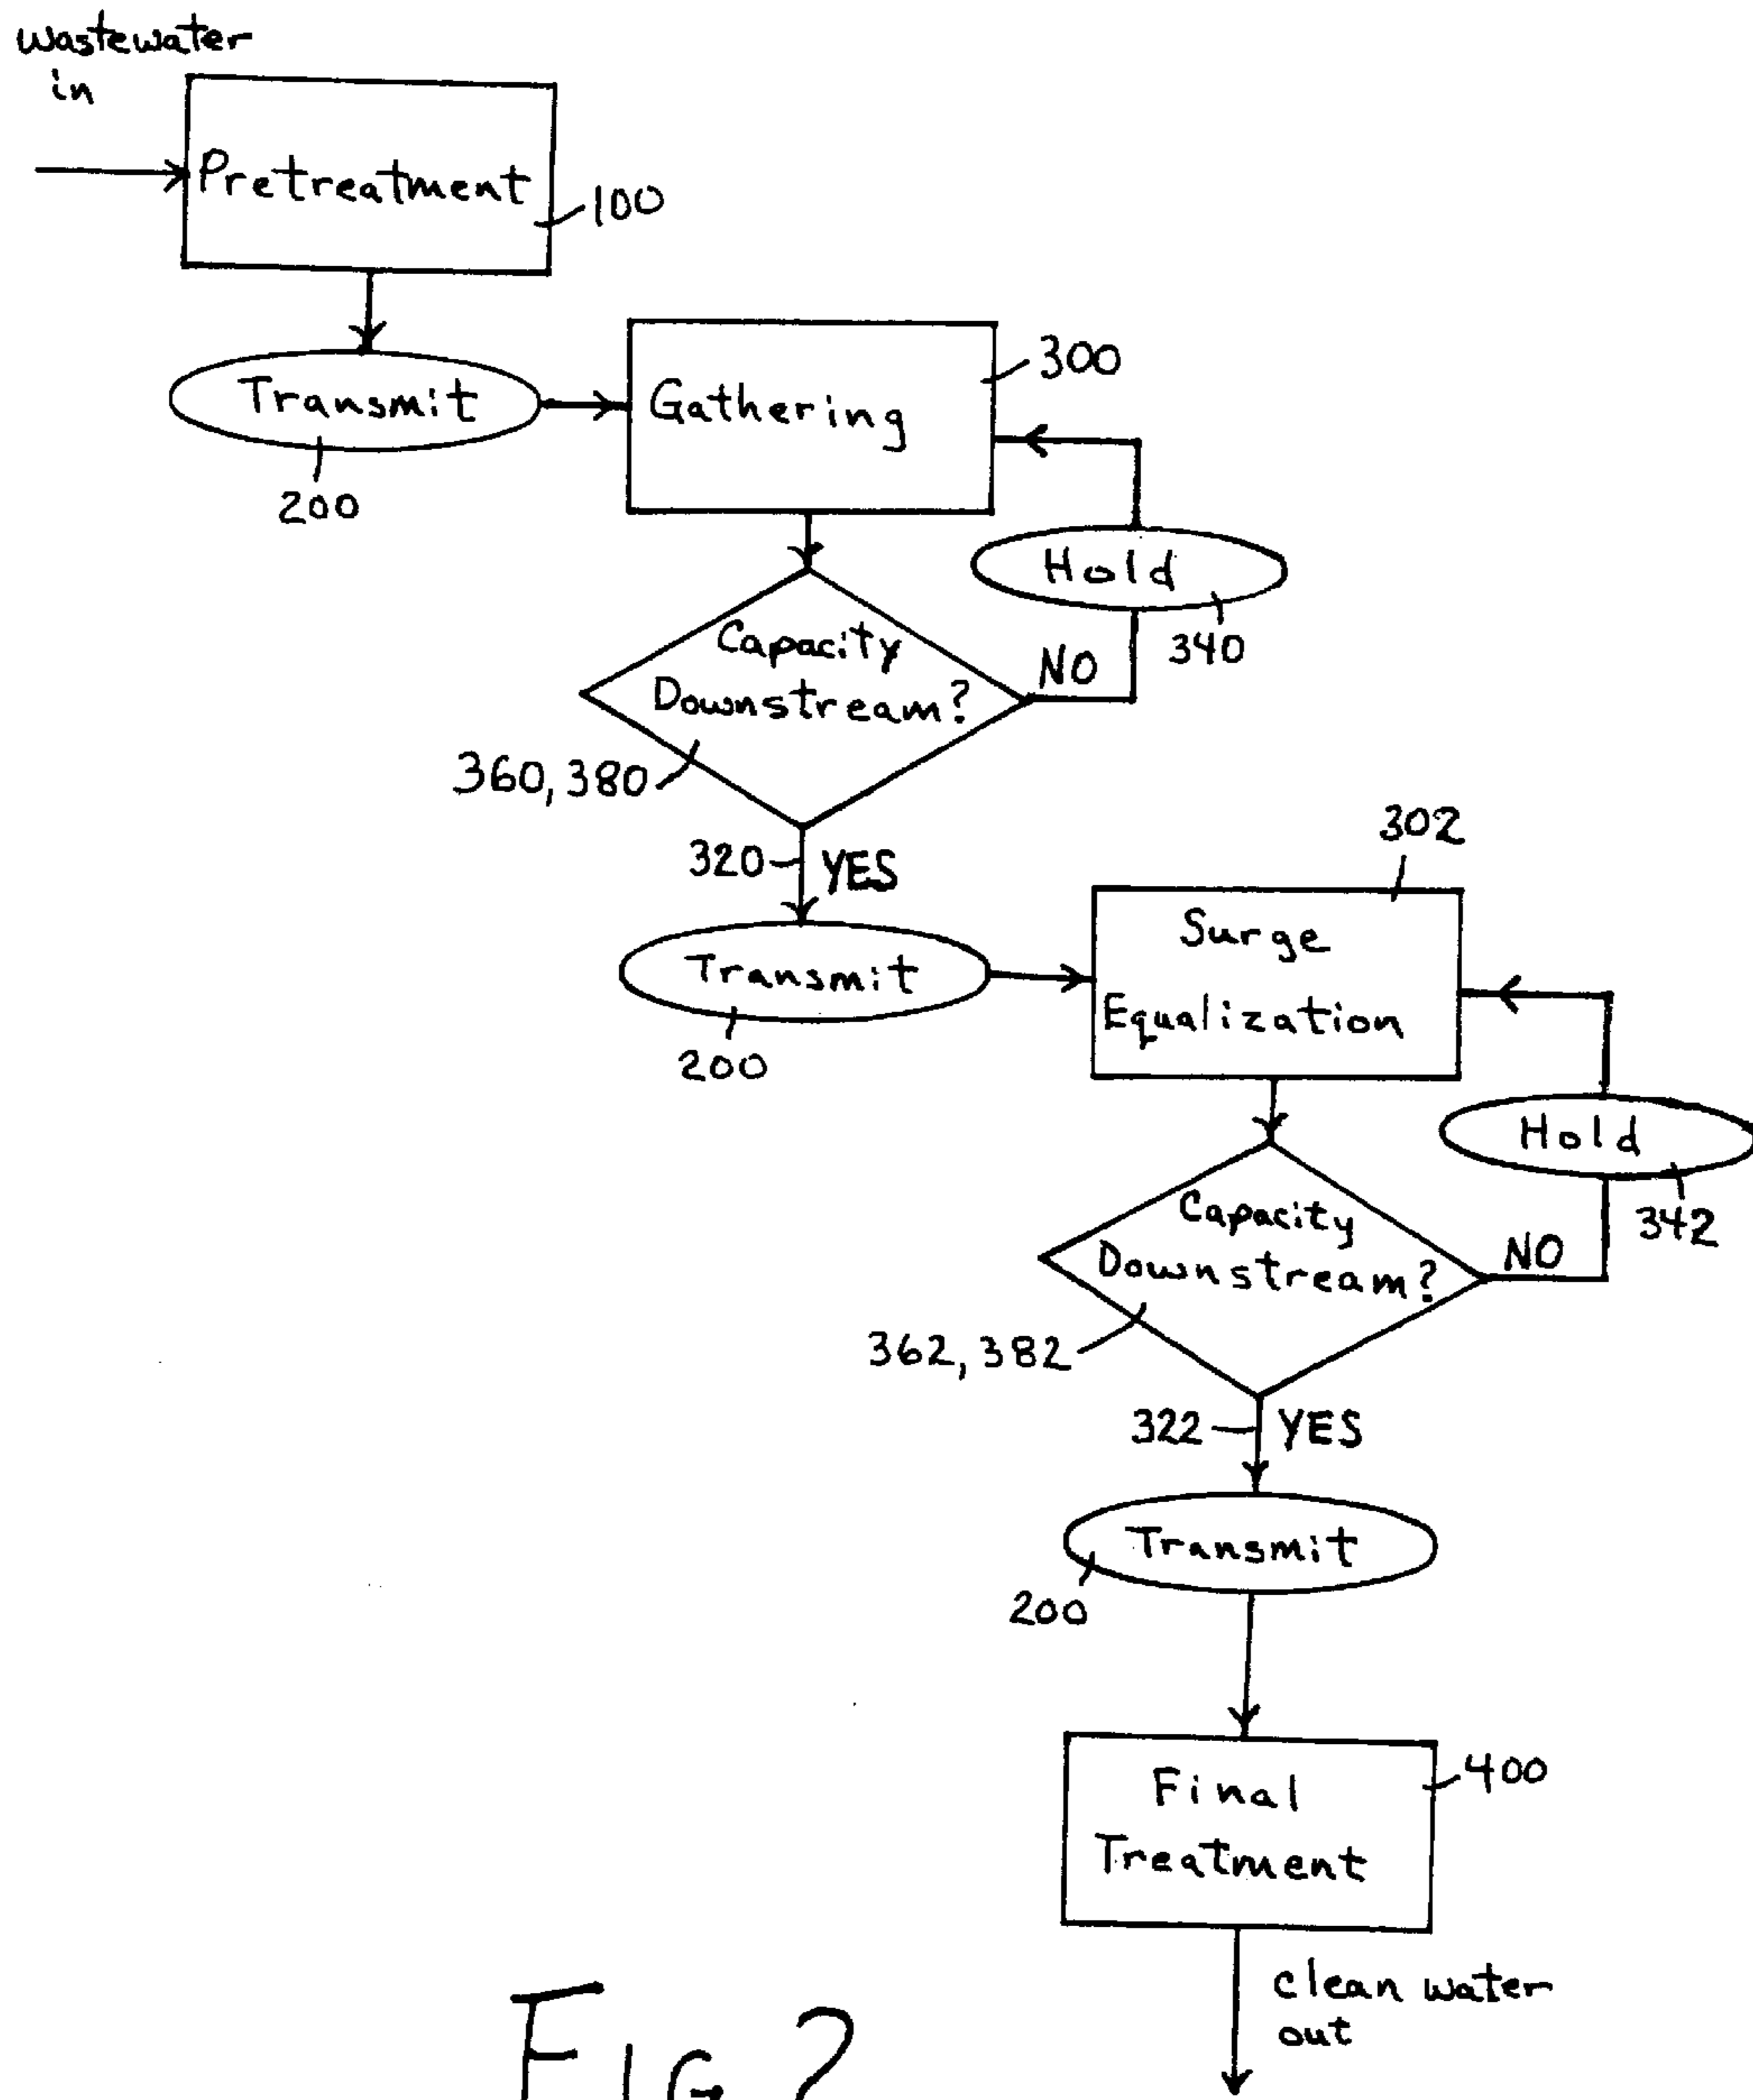 wastewater
in
Pretreatment
100
Transmit
200
Gathering
300
Hold
340
Capacity
Downstream?
NO
360, 380
320
YES
Transmit
200
302
Surge
Equalization
Hold
342
Capacity
Downstream?
NO
362, 382
322
YES
Transmit
200
Final
Treatment
400
clean water
out
FIG 2